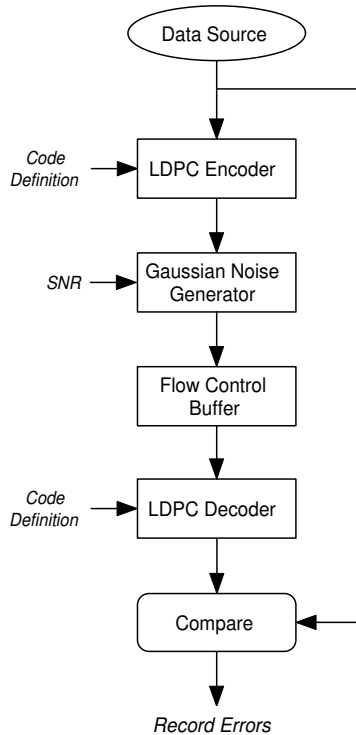 Data Source
Code
Definition
LDPC Encoder
SNR
Gaussian Noise
Generator
Flow Control
Buffer
Code
Definition
LDPC Decoder
Compare
Record Errors